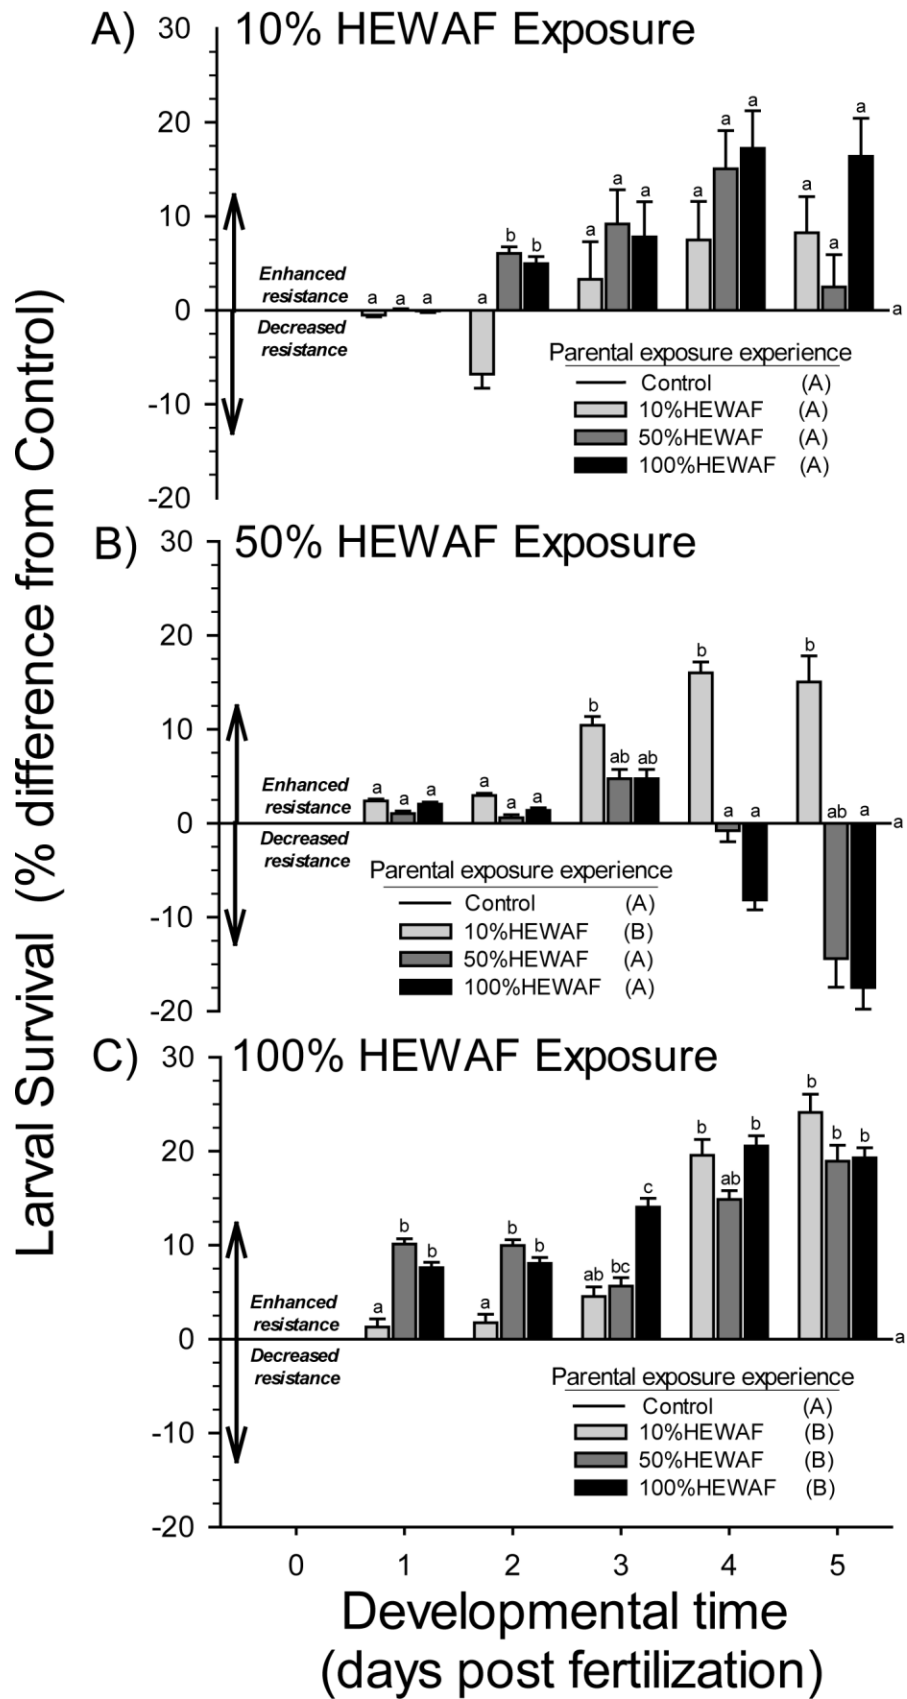 Larval Survival (% difference from Control)
A) 10% HEWAF Exposure
30
20
10
0
-10
-20
Enhanced
resistance
Decreased
resistance
a a a
a b b
a a a
a a a
a a a
a
Parental exposure experience
Control (A)
10%HEWAF (A)
50%HEWAF (A)
100%HEWAF (A)
B) 50% HEWAF Exposure
30
20
10
0
-10
-20
Enhanced
resistance
Decreased
resistance
a a a
a a a
b ab ab
b a a
b ab a
a
Parental exposure experience
Control (A)
10%HEWAF (B)
50%HEWAF (A)
100%HEWAF (A)
C) 100% HEWAF Exposure
30
20
10
0
-10
-20
Enhanced
resistance
Decreased
resistance
a b b
a b b
ab bc c
b ab b
b b b
a
Parental exposure experience
Control (A)
10%HEWAF (B)
50%HEWAF (B)
100%HEWAF (B)
0 1 2 3 4 5
Developmental time
(days post fertilization)